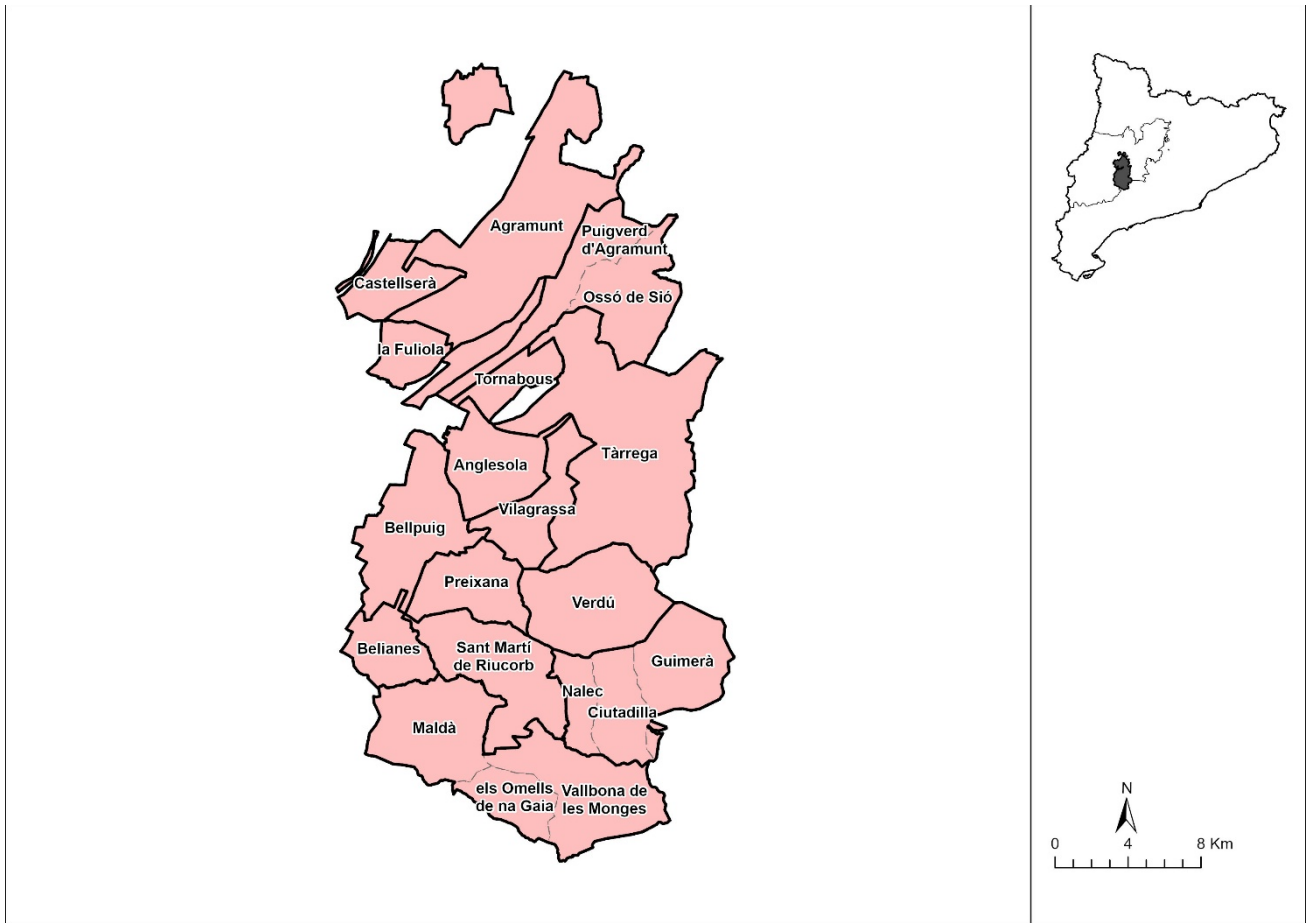 Agramunt
Puigverd
d'Agramunt
Castellserà
Ossó de Sió
la Fuliola
Tornabous
Tàrrega
Anglesola
Vilagrassa
Bellpuig
Preixana
Verdú
Belianes
Sant Martí
de Riucorb
Guimerà
Nalec
Ciutadilla
Maldà
els Omells
de na Gaia
Vallbona de
les Monges
N
0 4 8 Km